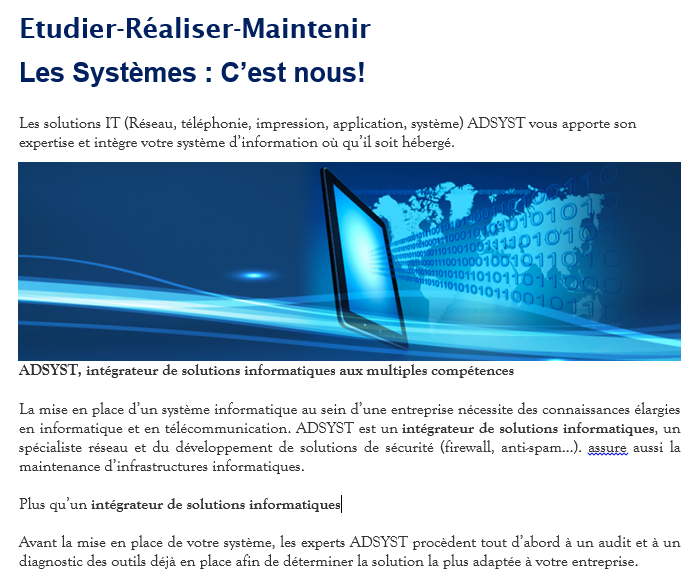 Etudier-Réaliser-Maintenir
Les Systèmes : C’est nous!
Les solutions IT (Réseau, téléphonie, impression, application, système) ADSYST vous apporte son
expertise et intègre votre système d’information où qu’il soit hébergé.
ADSYST, intégrateur de solutions informatiques aux multiples compétences
La mise en place d’un système informatique au sein d’une entreprise nécessite des connaissances élargies
en informatique et en télécommunication. ADSYST est un intégrateur de solutions informatiques, un
spécialiste réseau et du développement de solutions de sécurité (firewall, anti-spam...). assure aussi la
maintenance d’infrastructures informatiques.
Plus qu’un intégrateur de solutions informatiques
Avant la mise en place de votre système, les experts ADSYST procèdent tout d’abord à un audit et à un
diagnostic des outils déjà en place afin de déterminer la solution la plus adaptée à votre entreprise.